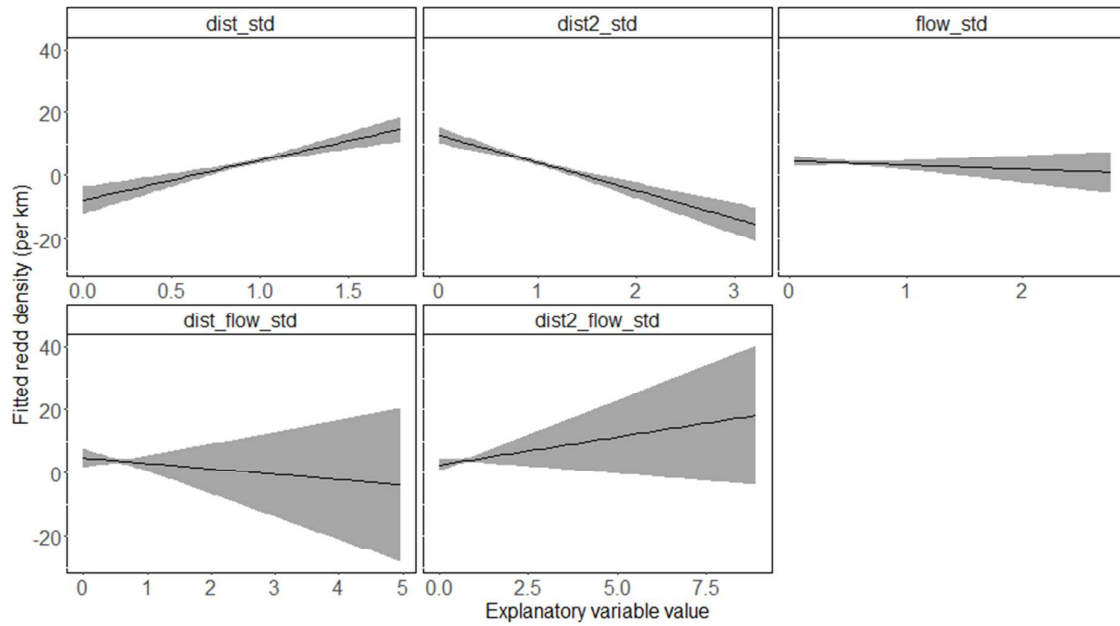 dist_std dist2_std flow_std
40
20
0
-20
0.0 0.5 1.0 1.5 0 1 2 3 0 1 2
dist_flow_std dist2_flow_std
40
20
0
-20
0 1 2 3 4 5 0.0 2.5 5.0 7.5
Fitted redd density (per km)
Explanatory variable value